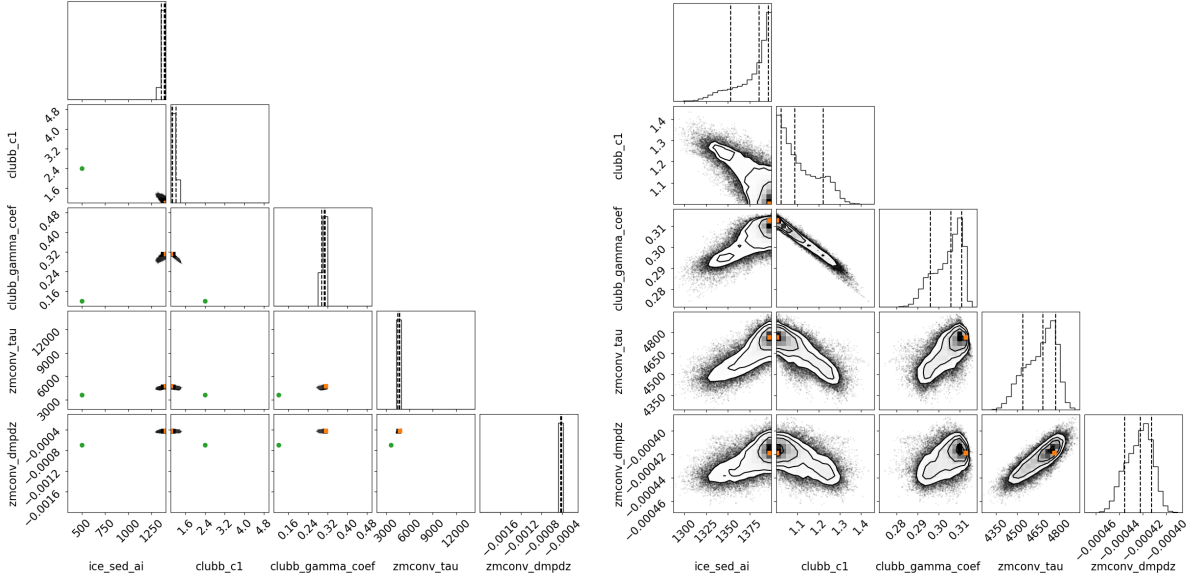 4.8
4.0
3.2
2.4
1.6
clubb_c1
0.48
0.40
0.32
0.24
0.16
clubb_gamma_coef
12000
9000
6000
3000
zmconv_tau
−0.0004
−0.0008
−0.0012
−0.0016
zmconv_dmpdz
500 750 1000 1250
1.6 2.4 3.2 4.0 4.8
0.16 0.24 0.32 0.40 0.48
3000 6000 9000 12000
−0.0016 −0.0012 −0.0008 −0.0004
ice_sed_ai clubb_c1 clubb_gamma_coef zmconv_tau zmconv_dmpdz
1.4
1.3
1.2
1.1
clubb_c1
0.31
0.30
0.29
0.28
clubb_gamma_coef
4800
4650
4500
4350
zmconv_tau
−0.00040
−0.00042
−0.00044
−0.00046
zmconv_dmpdz
1300 1325 1350 1375
1.1 1.2 1.3 1.4
0.28 0.29 0.30 0.31
4350 4500 4650 4800
−0.00046 −0.00044 −0.00042 −0.00040
ice_sed_ai clubb_c1 clubb_gamma_coef zmconv_tau zmconv_dmpdz